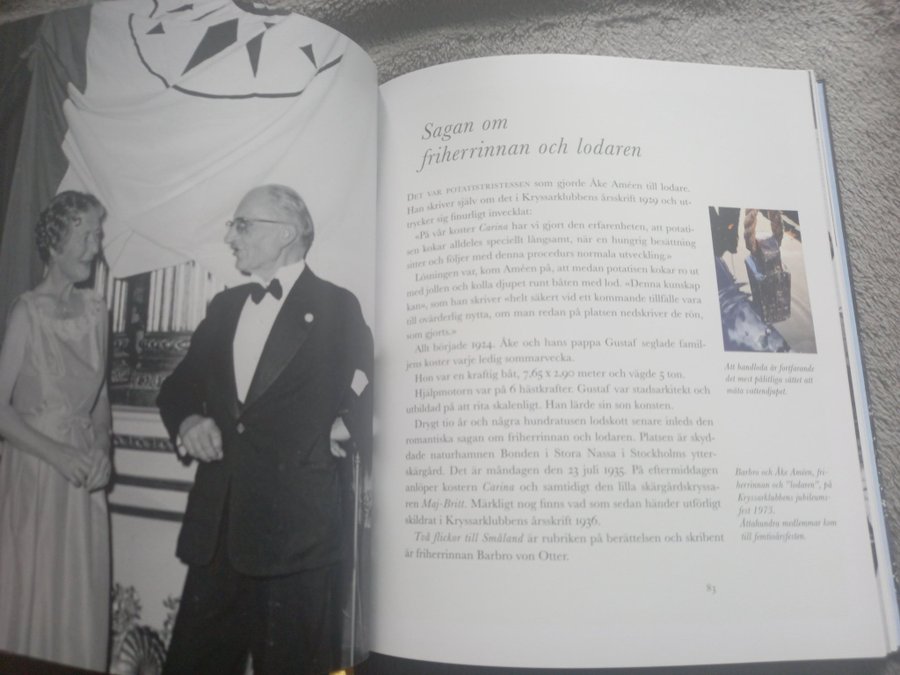 Sagan om
friherrinnan och lodaren
DET VAR POTATISTRISTESSEN som gjorde Åke Améen till lodare.
Han skriver själv om det i Kryssarklubbens årsskrift 1929 och ut-
trycker sig finurligt invecklat:
«På vår koster Carina har vi gjort den erfarenheten, att potati-
sen kokar alldeles speciellt långsamt, när en hungrig besättning
sitter och följer med denna procedurs normala utveckling.»
Lösningen var, kom Améen på, att medan potatisen kokar ro ut
med jollen och kolla djupet runt båten med lod. «Denna kunskap
kan», som han skriver «helt säkert vid ett kommande tillfälle vara
till ovärderlig nytta, om man redan på platsen nedskriver de rön,
som gjorts.»
Allt började 1924. Åke och hans pappa Gustaf seglade famil-
jens koster varje ledig sommarvecka.
Hon var en kraftig båt, 7,65 x 2,90 meter och vägde 5 ton.
Hjälpmotorn var på 6 hästkrafter. Gustaf var stadsarkitekt och
utbildad på att rita skalenligt. Han lärde sin son konsten.
Drygt tio år och några hundratusen lodskott senare inleds den
romantiska sagan om friherrinnan och lodaren. Platsen är skyd-
dade naturhamnen Bonden i Stora Nassa i Stockholms ytter-
skärgård. Det är måndagen den 23 juli 1935. På eftermiddagen
anlöper kostern Carina och samtidigt den lilla skärgårdskryssa-
ren Maj-Britt. Märkligt nog finns vad som sedan händer utförligt
skildrat i Kryssarklubbens årsskrift 1936.
Två flickor till Småland är rubriken på berättelsen och skribent
är friherrinnan Barbro von Otter.
Att handloda är fortfarande
det mest pålitliga sättet att
mäta vattendjupet.
Barbro och Åke Améen, fri-
herrinnan och "lodaren", på
Kryssarklubbens jubileums-
fest 1973.
Åttahundra medlemmar kom
till femtioårsfesten.
83